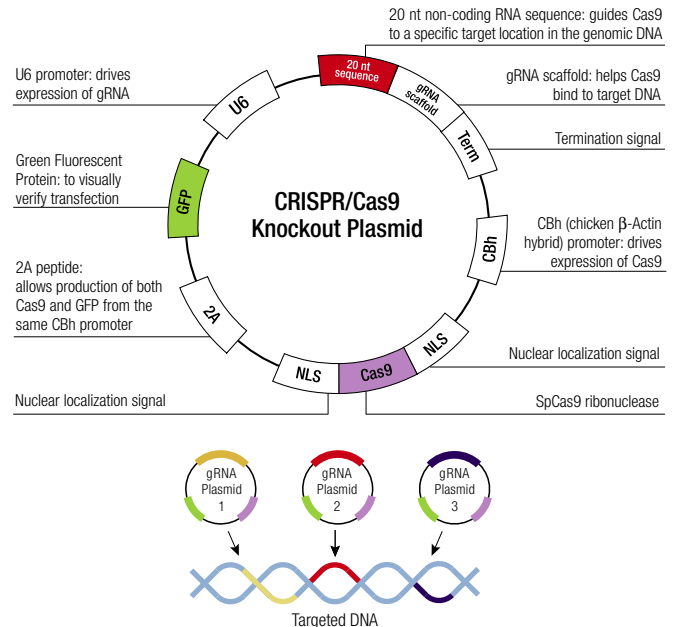 20 nt non-coding RNA sequence: guides Cas9
to a specific target location in the genomic DNA
U6 promoter: drives
expression of gRNA
gRNA scaffold: helps Cas9
bind to target DNA
Termination signal
Green Fluorescent
Protein: to visually
verify transfection
CBh (chicken β-Actin
hybrid) promoter: drives
expression of Cas9
2A peptide:
allows production of both
Cas9 and GFP from the
same CBh promoter
Nuclear localization signal
Nuclear localization signal
SpCas9 ribonuclease
20 nt
sequence
gRNA
scaffold
Term
CBh
NLS
Cas9
NLS
2A
GFP
U6
CRISPR/Cas9
Knockout Plasmid
gRNA
Plasmid
1
gRNA
Plasmid
2
gRNA
Plasmid
3
Targeted DNA